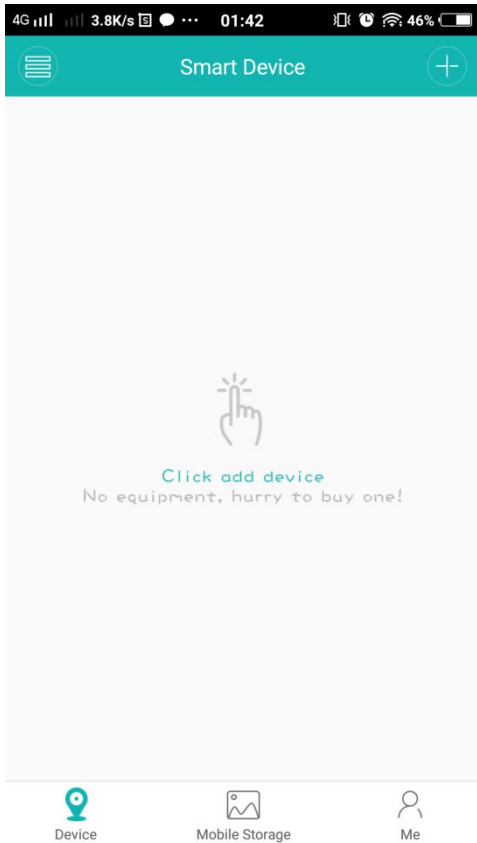 4G 3.8K/s S 01:42 46%
Smart Device
Click add device
No equipment, hurry to buy one!
Device Mobile Storage Me